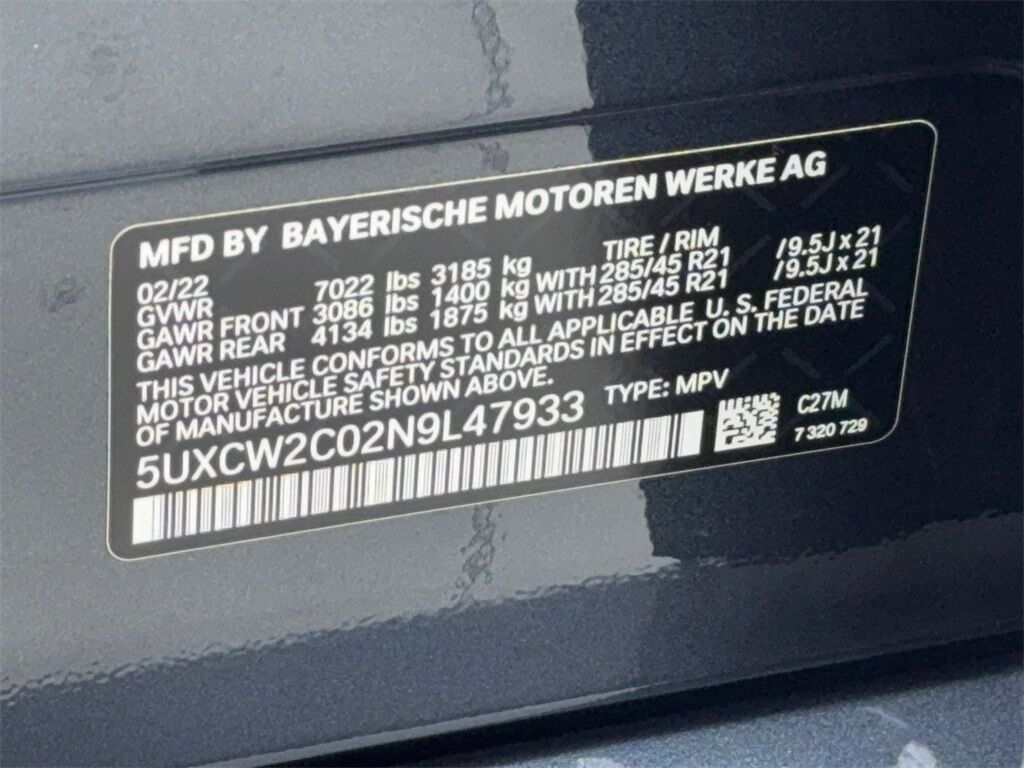 MFD BY BAYERISCHE MOTOREN WERKE AG
02/22 TIRE / RIM
GVWR 7022 lbs 3185 kg
GAWR FRONT 3086 lbs 1400 kg WITH 285/45 R21 /9.5J x 21
GAWR REAR 4134 lbs 1875 kg WITH 285/45 R21 /9.5J x 21
THIS VEHICLE CONFORMS TO ALL APPLICABLE U. S. FEDERAL
MOTOR VEHICLE SAFETY STANDARDS IN EFFECT ON THE DATE
OF MANUFACTURE SHOWN ABOVE.
5UXCW2C02N9L47933 TYPE: MPV
C27M
7 320 729